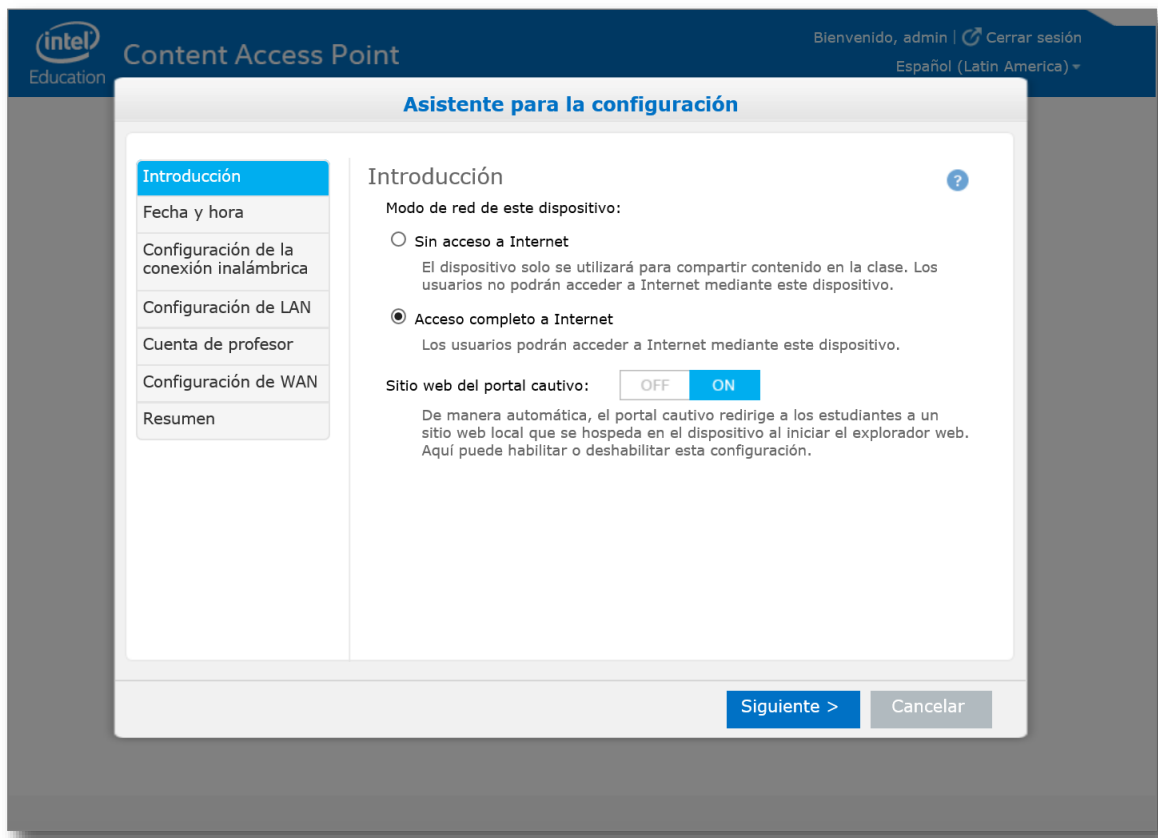 intel
Education
Content Access Point
Bienvenido, admin | Cerrar sesión
Español (Latin America)
Asistente para la configuración
Introducción
Fecha y hora
Configuración de la
conexión inalámbrica
Configuración de LAN
Cuenta de profesor
Configuración de WAN
Resumen
Introducción
?
Modo de red de este dispositivo:
Sin acceso a Internet
El dispositivo solo se utilizará para compartir contenido en la clase. Los
usuarios no podrán acceder a Internet mediante este dispositivo.
Acceso completo a Internet
Los usuarios podrán acceder a Internet mediante este dispositivo.
Sitio web del portal cautivo: OFF ON
De manera automática, el portal cautivo redirige a los estudiantes a un
sitio web local que se hospeda en el dispositivo al iniciar el explorador web.
Aquí puede habilitar o deshabilitar esta configuración.
Siguiente > Cancelar